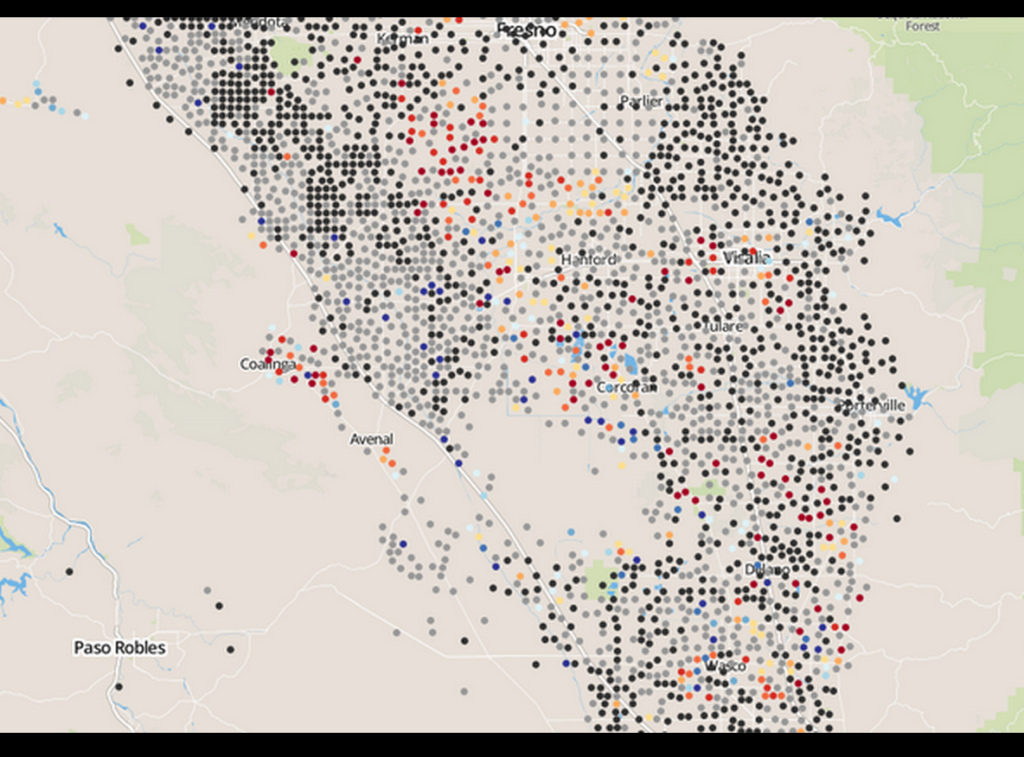 Mendota
Kerman
Fresno
Forest
Parlier
Hanford
Visalia
Tulare
Coalinga
Corcoran
Porterville
Avenal
Delano
Paso Robles
Wasco